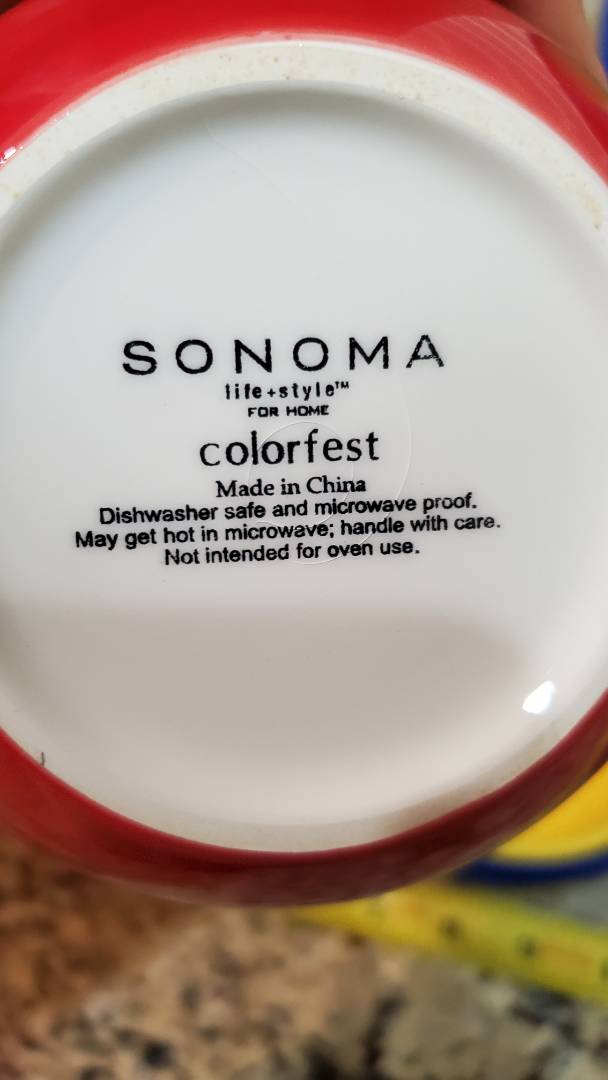 SONOMA
life+style™
FOR HOME
colorfest
Made in China
Dishwasher safe and microwave proof.
May get hot in microwave; handle with care.
Not intended for oven use.